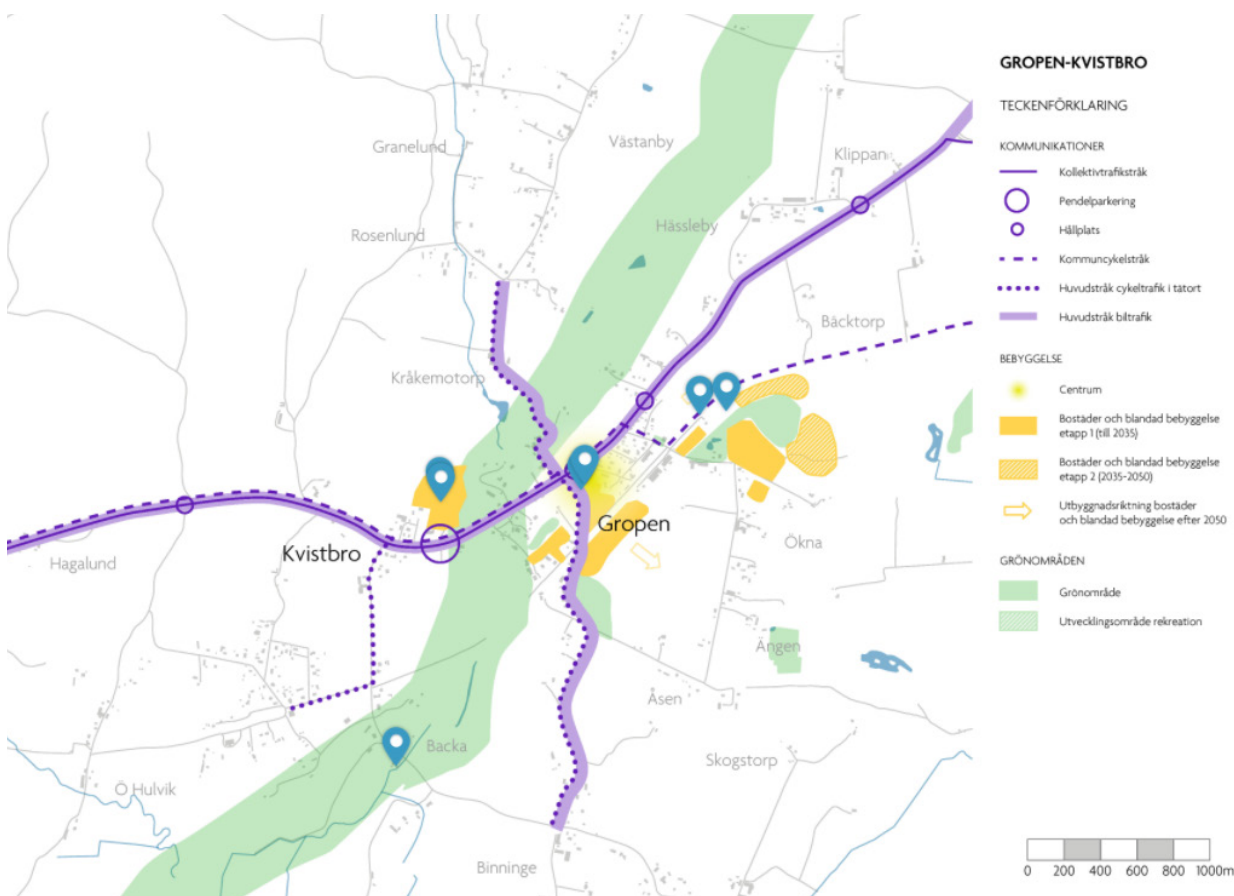 GROPEN-KVISTBRO
TECKENFÖRKLARING
KOMMUNIKATIONER
Kollektivtrafikstråk
Pendelparkering
Hållplats
Kommuncykelstråk
Huvudstråk cykeltrafik i tätort
Huvudstråk biltrafik
BEBYGGELSE
Centrum
Bostäder och blandad bebyggelse
etapp 1 (till 2035)
Bostäder och blandad bebyggelse
etapp 2 (2035-2050)
Utbyggnadsriktning bostäder
och blandad bebyggelse efter 2050
GRÖNOMRÅDEN
Grönområde
Utvecklingsområde rekreation
0 200 400 600 800 1000m
Granelund
Västanby
Klippan
Rosenlund
Hässleby
Bäcktorp
Kråkemotorp
Gropen
Kvistbro
Hagalund
Ökna
Ängen
Åsen
Backa
Skogstorp
Ö Hulvik
Binninge